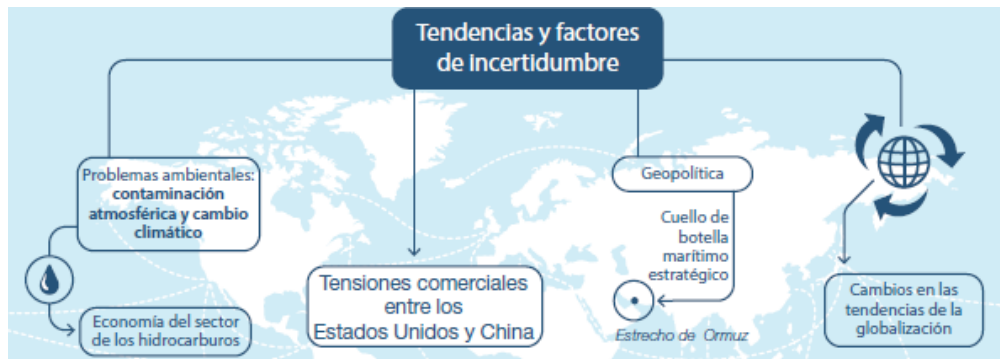 Tendencias y factores
de incertidumbre
Problemas ambientales:
contaminación
atmosférica y cambio
climático
Economía del sector
de los hidrocarburos
Tensiones comerciales
entre los
Estados Unidos y China
Geopolítica
Cuello de
botella
marítimo
estratégico
Estrecho de Ormuz
Cambios en las
tendencias de la
globalización